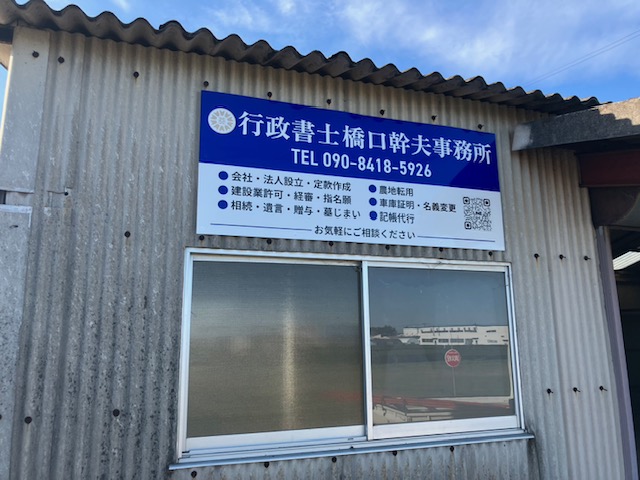 行政書士橋口幹夫事務所
TEL 090-8418-5926
●会社・法人設立・定款作成
●建設業許可・経審・指名願
●相続・遺言・贈与・墓じまい
●農地転用
●車庫証明・名義変更
●記帳代行
お気軽にご相談ください